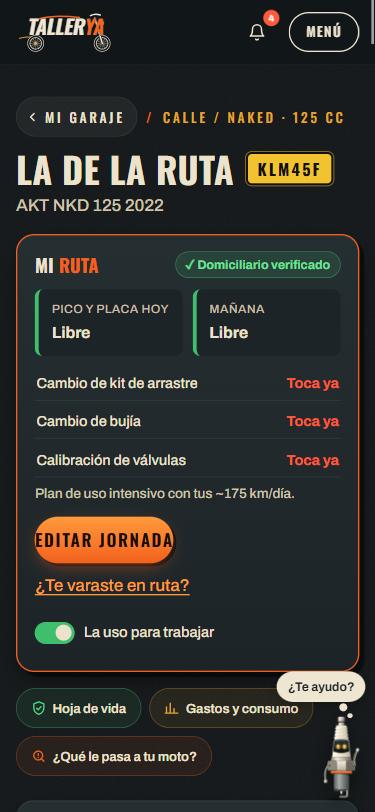 TALLERYA
4
MENÚ
MI GARAJE / CALLE / NAKED · 125 CC
LA DE LA RUTA KLM45F
AKT NKD 125 2022
MI RUTA ✓ Domiciliario verificado
PICO Y PLACA HOY MAÑANA
Libre Libre
Cambio de kit de arrastre Toca ya
Cambio de bujía Toca ya
Calibración de válvulas Toca ya
Plan de uso intensivo con tus ~175 km/día.
EDITAR JORNADA
¿Te varaste en ruta?
La uso para trabajar
¿Te ayudo?
Hoja de vida Gastos y consumo
¿Qué le pasa a tu moto?